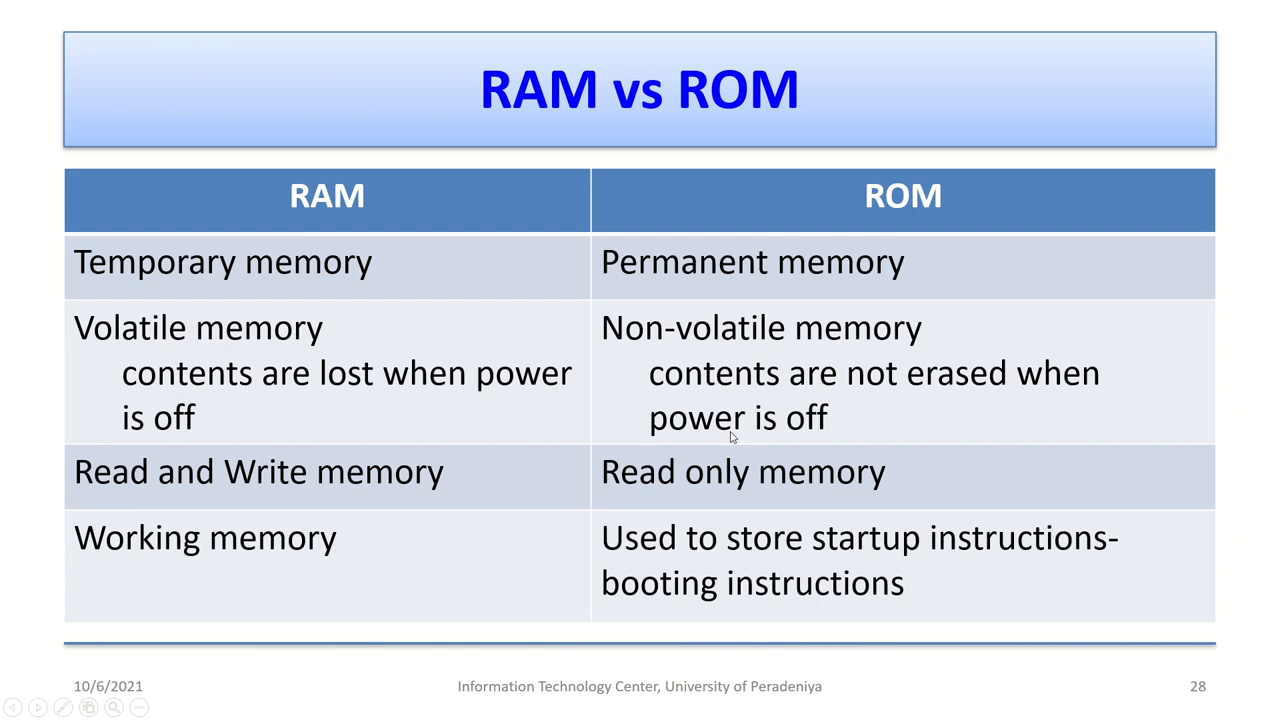 RAM vs ROM
RAM
ROM
Temporary memory
Permanent memory
Volatile memory
contents are lost when power
is off
Non-volatile memory
contents are not erased when
power is off
Read and Write memory
Read only memory
Working memory
Used to store startup instructions-
booting instructions
10/6/2021
Information Technology Center, University of Peradeniya
28